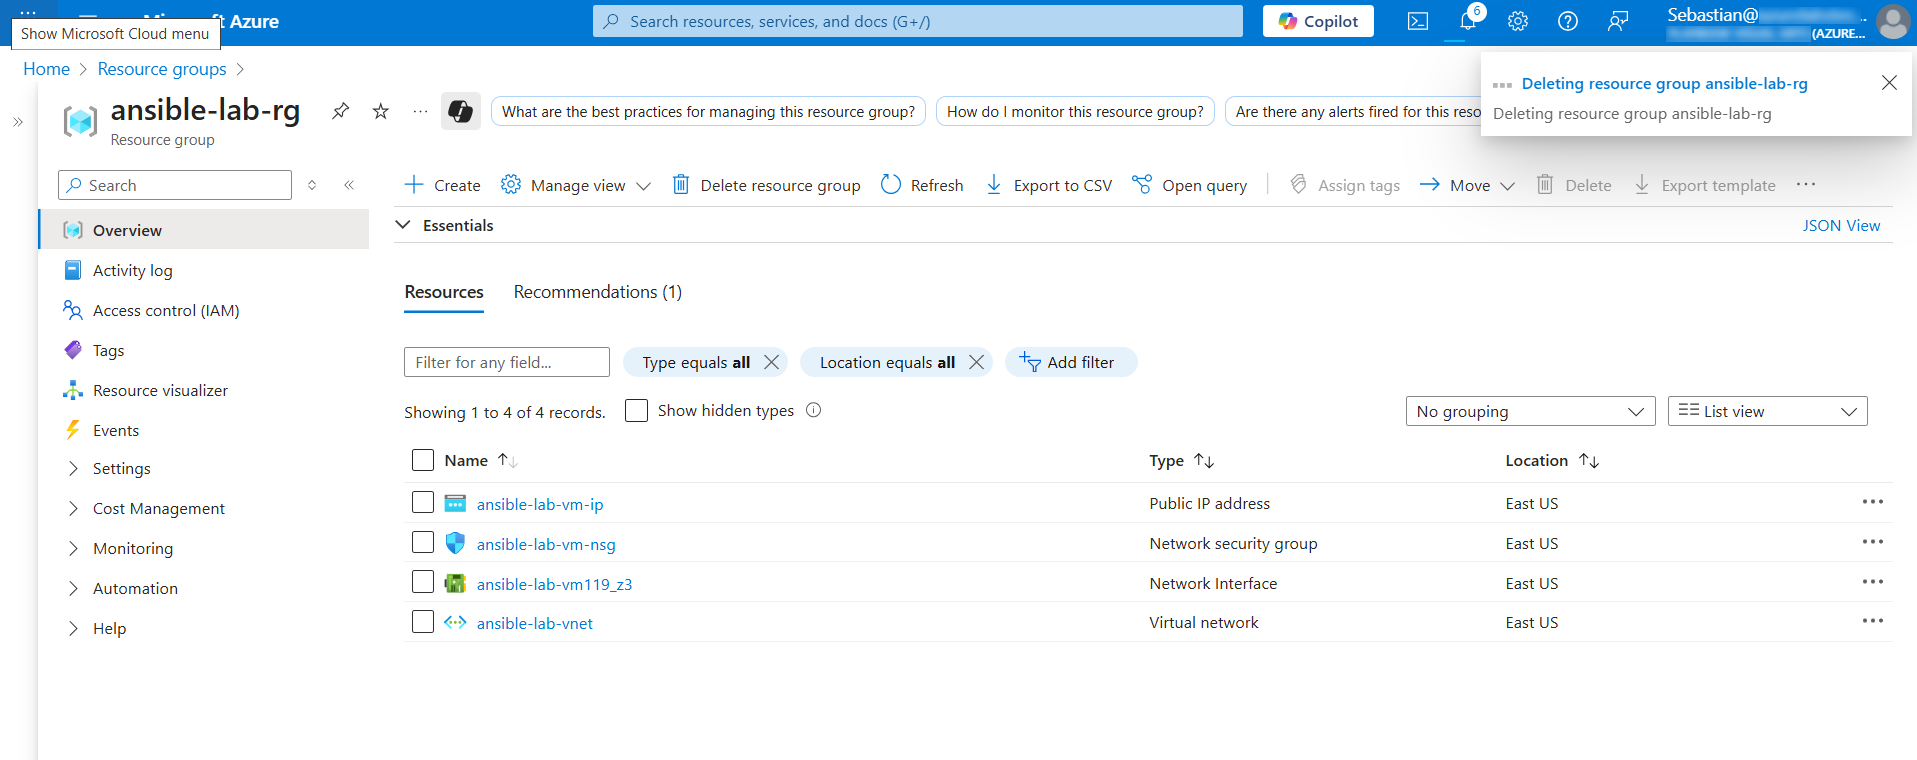 Show Microsoft Cloud menu
Azure
Search resources, services, and docs (G+/)
Copilot
6
Sebastian@
(AZURE...
Home > Resource groups >
Deleting resource group ansible-lab-rg
Deleting resource group ansible-lab-rg
ansible-lab-rg
Resource group
What are the best practices for managing this resource group?
How do I monitor this resource group?
Are there any alerts fired for this reso
Search
Create
Manage view
Delete resource group
Refresh
Export to CSV
Open query
Assign tags
Move
Delete
Export template
Essentials
JSON View
Overview
Activity log
Access control (IAM)
Tags
Resource visualizer
Events
Settings
Cost Management
Monitoring
Automation
Help
Resources
Recommendations (1)
Filter for any field...
Type equals all
Location equals all
Add filter
Showing 1 to 4 of 4 records.
Show hidden types
No grouping
List view
Name Type Location
ansible-lab-vm-ip Public IP address East US
ansible-lab-vm-nsg Network security group East US
ansible-lab-vm119_z3 Network Interface East US
ansible-lab-vnet Virtual network East US